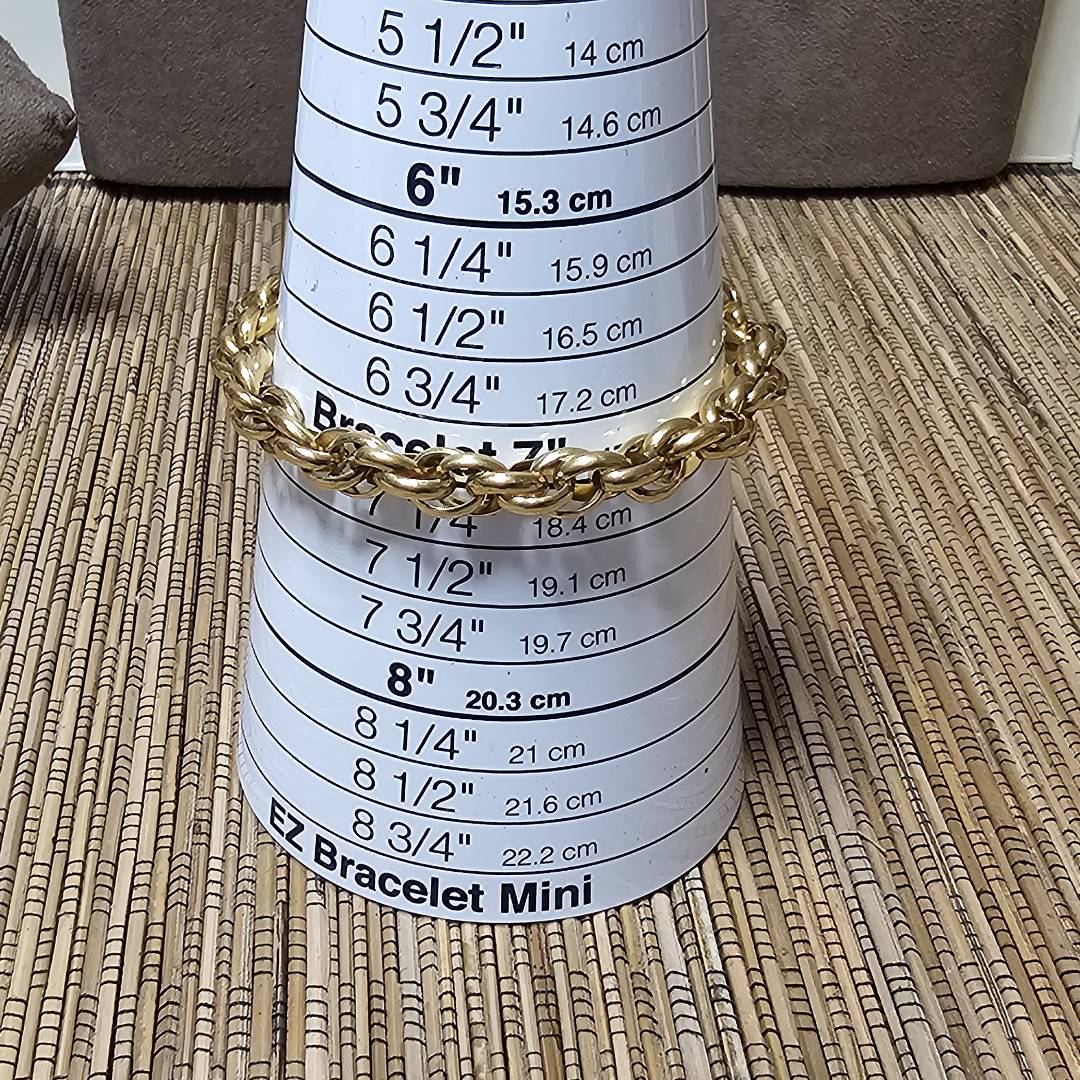 5 1/2" 14 cm
5 3/4" 14.6 cm
6" 15.3 cm
6 1/4" 15.9 cm
6 1/2" 16.5 cm
6 3/4" 17.2 cm
Bracelet 7"
7 1/4 18.4 cm
7 1/2" 19.1 cm
7 3/4" 19.7 cm
8" 20.3 cm
8 1/4" 21 cm
8 1/2" 21.6 cm
8 3/4" 22.2 cm
EZ Bracelet Mini